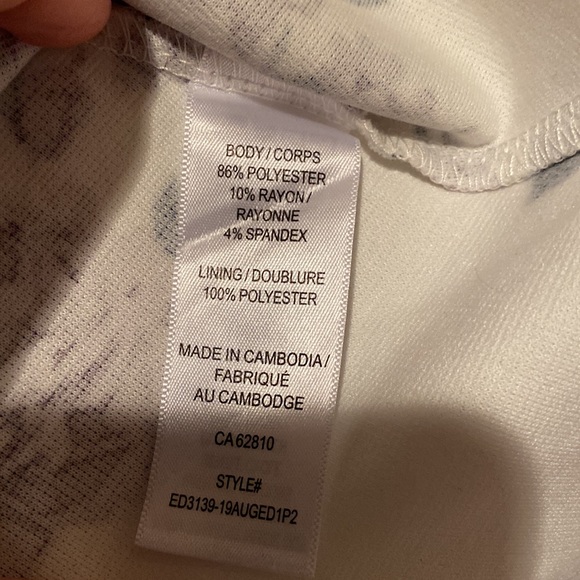 BODY / CORPS
86% POLYESTER
10% RAYON /
RAYONNE
4% SPANDEX
LINING / DOUBLURE
100% POLYESTER
MADE IN CAMBODIA /
FABRIQUÉ
AU CAMBODGE
CA 62810
STYLE#
ED3139-19AUGED1P2